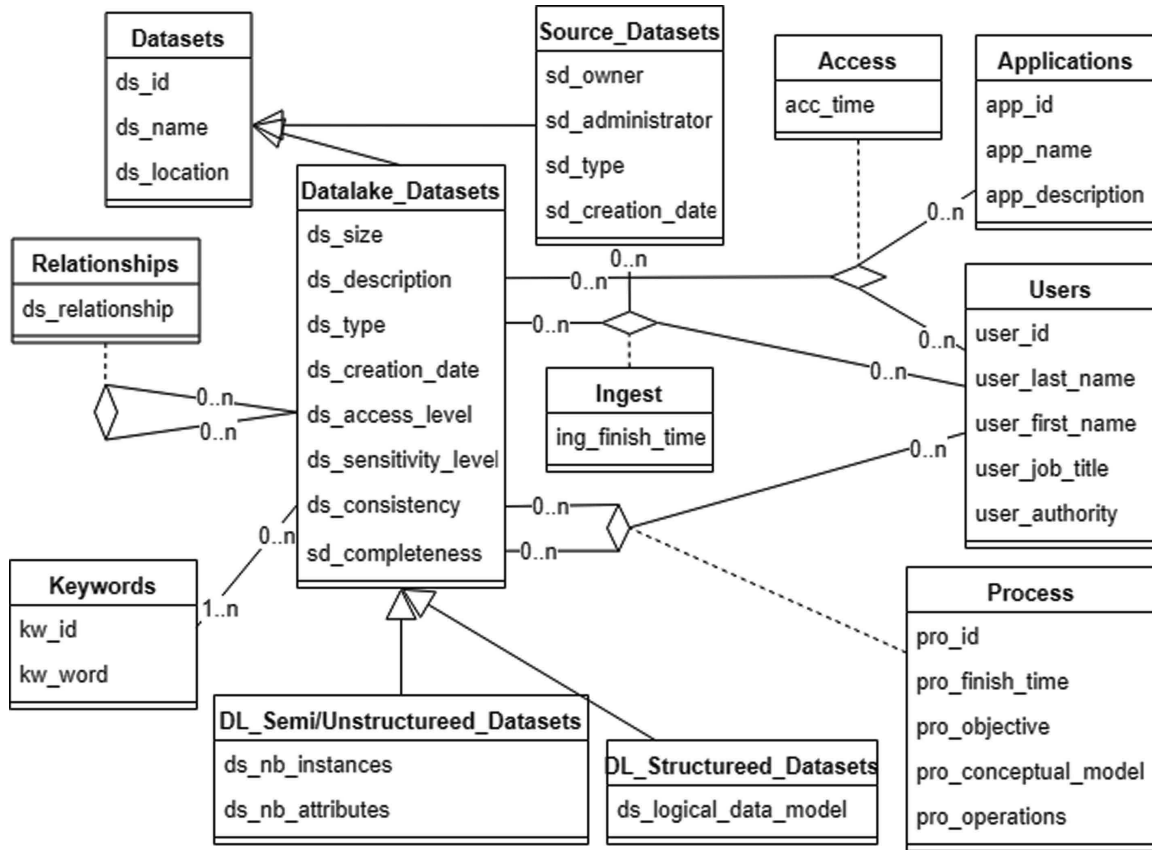 Datasets
ds_id
ds_name
ds_location
Source_Datasets
sd_owner
sd_administrator
sd_type
sd_creation_date
Access
acc_time
Applications
app_id
app_name
app_description
Relationships
ds_relationship
Datalake_Datasets
ds_size
ds_description
ds_type
ds_creation_date
ds_access_level
ds_sensitivity_level
ds_consistency
sd_completeness
0..n
0..n
0..n
0..n
0..n
0..n
0..n
Users
user_id
user_last_name
user_first_name
user_job_title
user_authority
Ingest
ing_finish_time
0..n
0..n
0..n
0..n
0..n
0..n
1..n
Keywords
kw_id
kw_word
Process
pro_id
pro_finish_time
pro_objective
pro_conceptual_model
pro_operations
DL_Semi/Unstructureed_Datasets
ds_nb_instances
ds_nb_attributes
DL_Structureed_Datasets
ds_logical_data_model